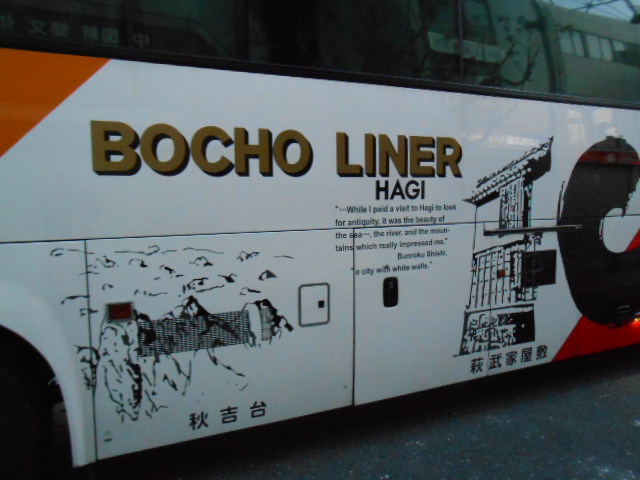 BOCHO LINER
HAGI
"…While I paid a visit to Hagi to look
for antiquity, it was the beauty of
the sea…, the river, and the moun-
tains which really impressed me."
Bunroku Shishi.
"a city with white walls."
萩武家屋敷
秋吉台